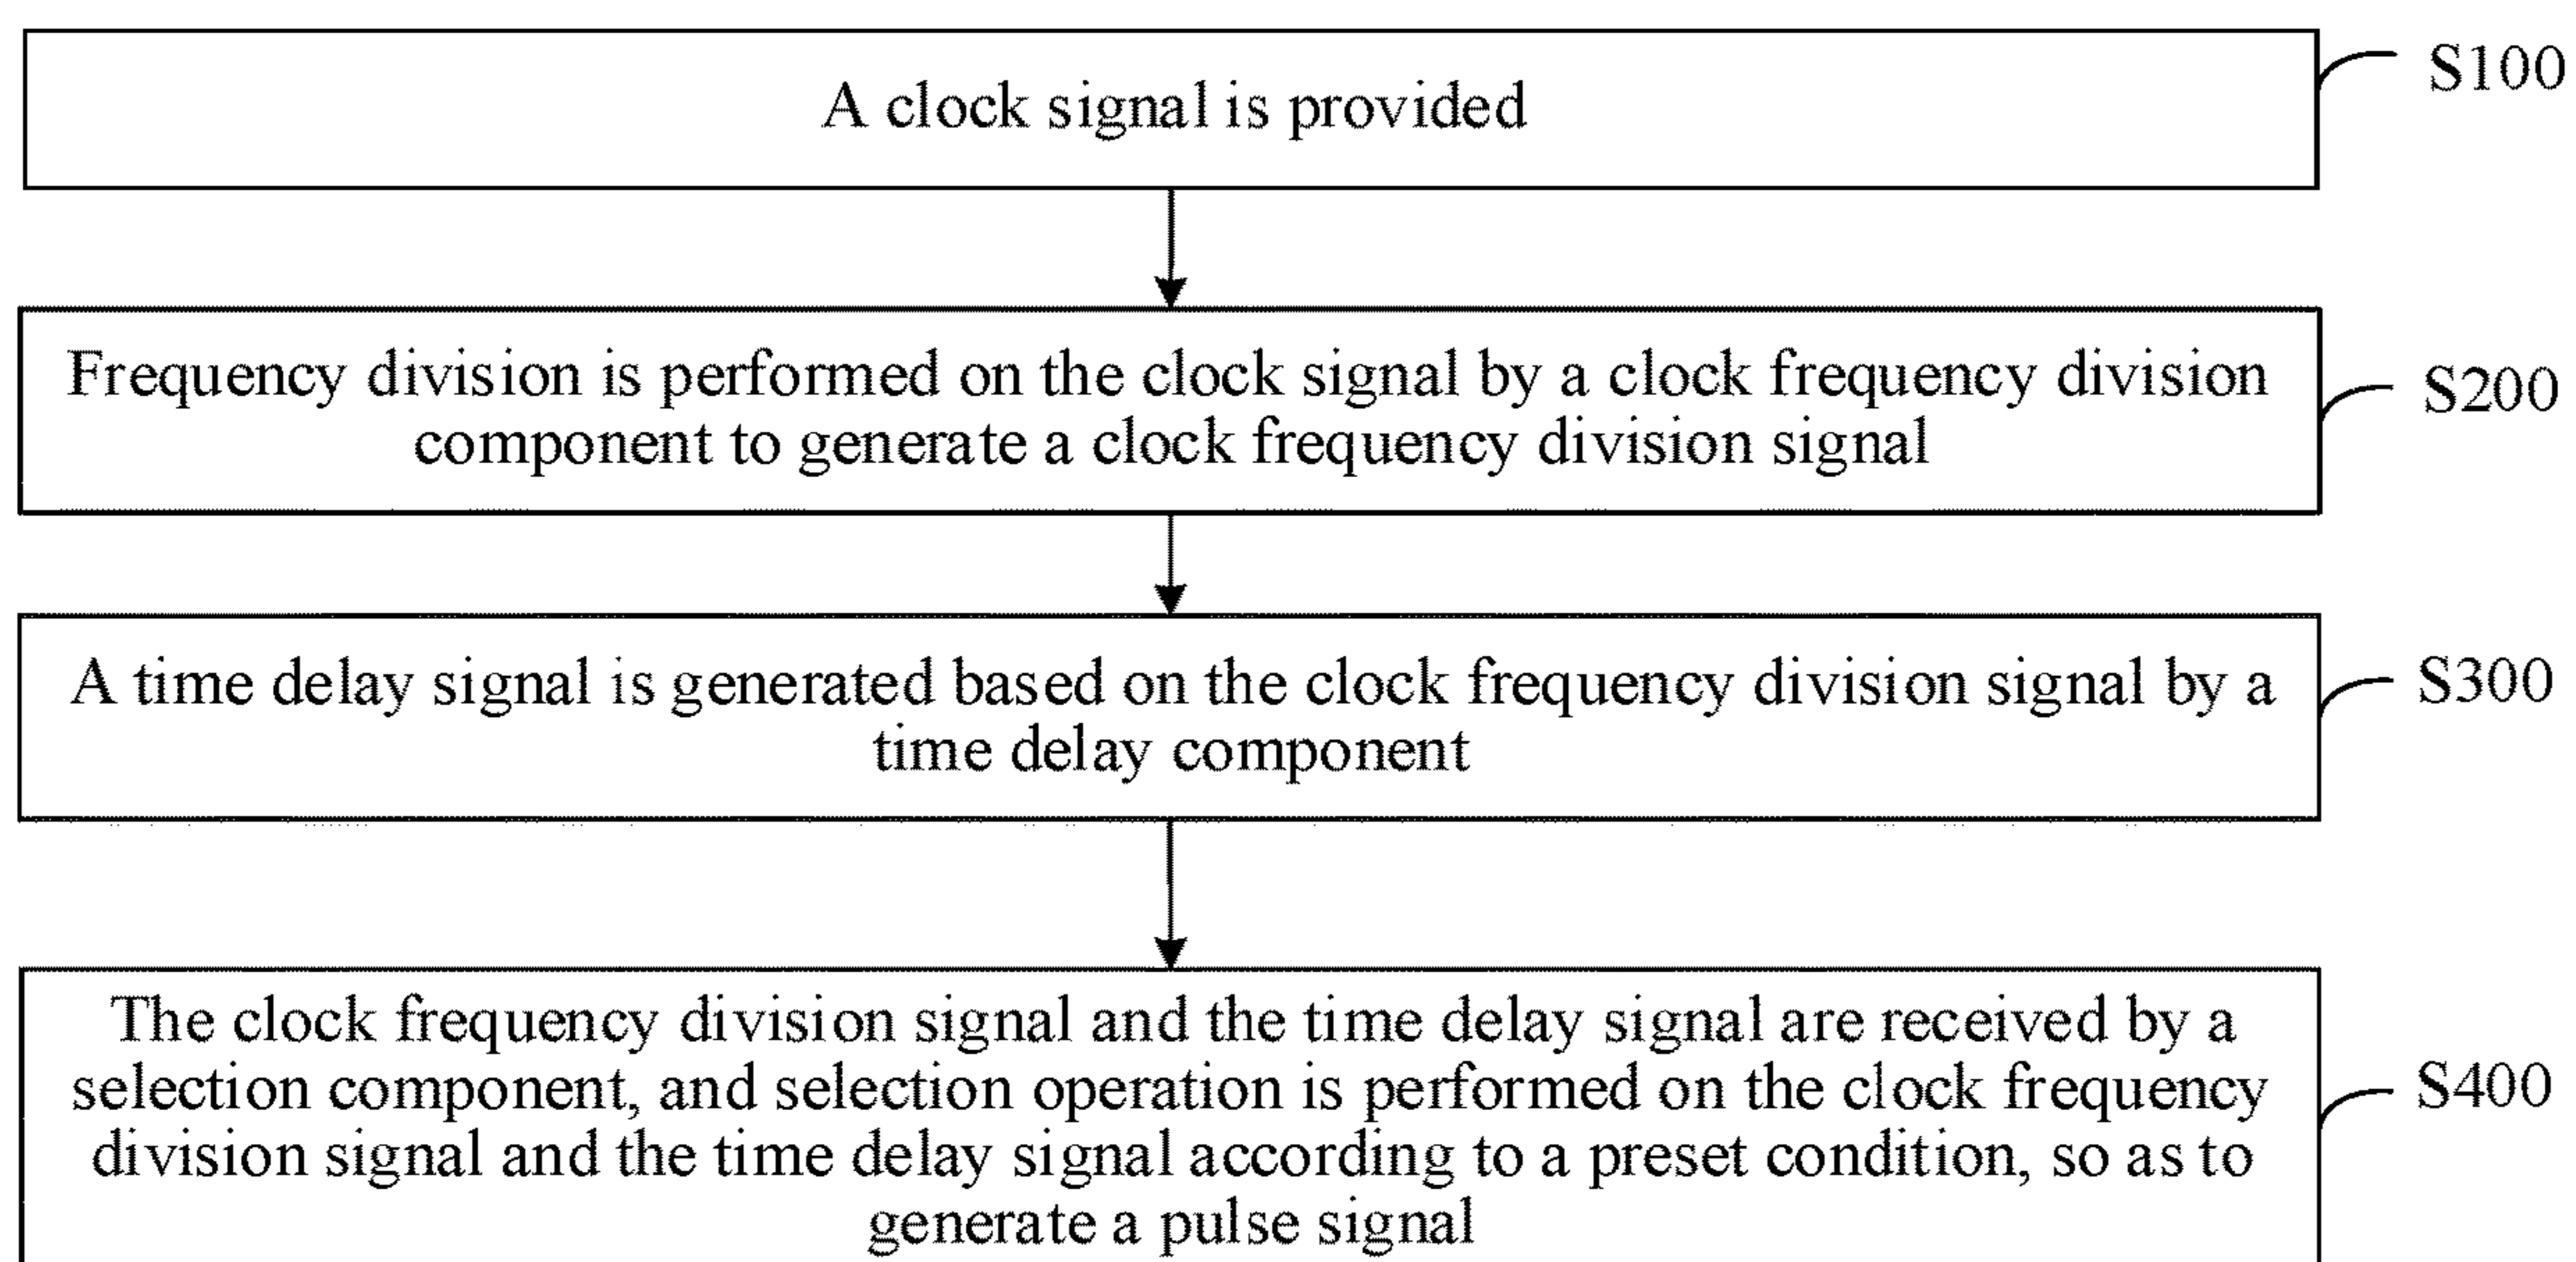 A clock signal is provided
S100
Frequency division is performed on the clock signal by a clock frequency division
component to generate a clock frequency division signal
S200
A time delay signal is generated based on the clock frequency division signal by a
time delay component
S300
The clock frequency division signal and the time delay signal are received by a
selection component, and selection operation is performed on the clock frequency
division signal and the time delay signal according to a preset condition, so as to
generate a pulse signal
S400